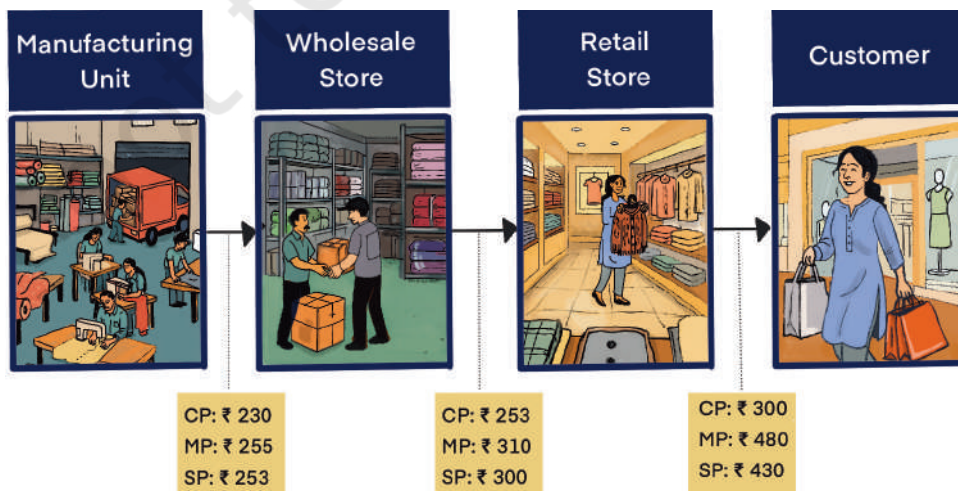 Manufacturing
Unit
Wholesale
Store
Retail
Store
Customer
CP: ₹ 230
MP: ₹ 255
SP: ₹ 253
CP: ₹ 253
MP: ₹ 310
SP: ₹ 300
CP: ₹ 300
MP: ₹ 480
SP: ₹ 430